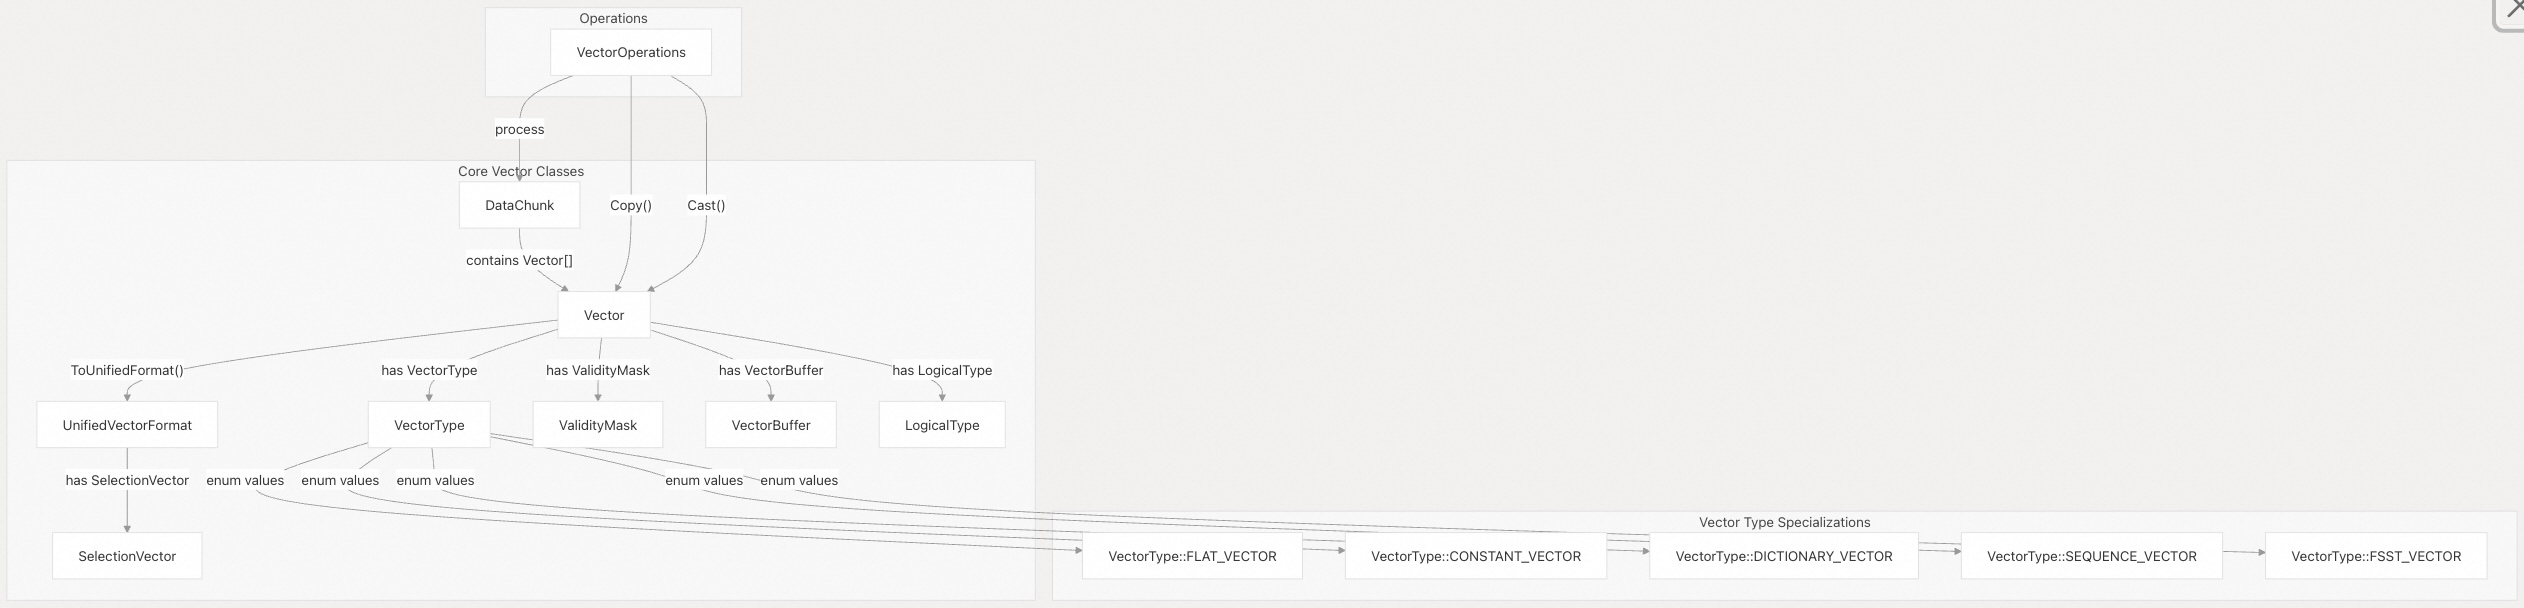 Operations
VectorOperations
process
Core Vector Classes
DataChunk
Copy()
Cast()
contains Vector[]
Vector
ToUnifiedFormat()
has VectorType
has ValidityMask
has VectorBuffer
has LogicalType
UnifiedVectorFormat
VectorType
ValidityMask
VectorBuffer
LogicalType
has SelectionVector
enum values
enum values
enum values
enum values
enum values
Vector Type Specializations
SelectionVector
VectorType::FLAT_VECTOR
VectorType::CONSTANT_VECTOR
VectorType::DICTIONARY_VECTOR
VectorType::SEQUENCE_VECTOR
VectorType::FSST_VECTOR